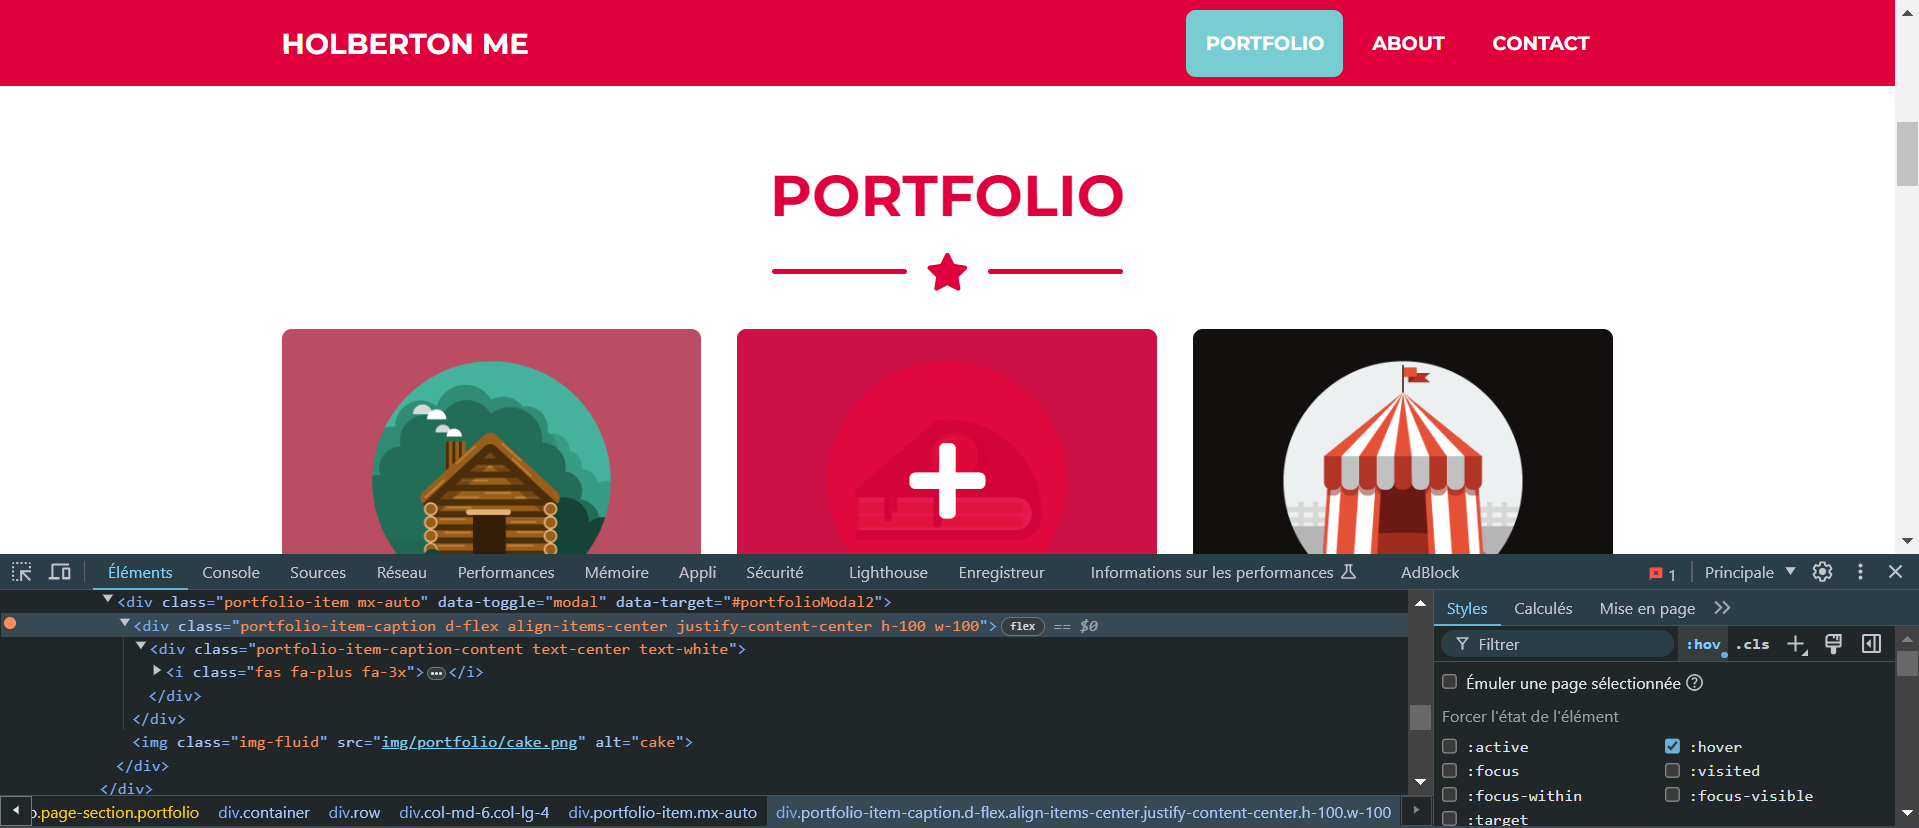 HOLBERTON ME PORTFOLIO ABOUT CONTACT
PORTFOLIO
Éléments Console Sources Réseau Performances Mémoire Appli Sécurité Lighthouse Enregistreur Informations sur les performances AdBlock 1 Principale
<div class="portfolio-item mx-auto" data-toggle="modal" data-target="#portfolioModal2">
<div class="portfolio-item-caption d-flex align-items-center justify-content-center h-100 w-100"> flex == $0
<div class="portfolio-item-caption-content text-center text-white">
<i class="fas fa-plus fa-3x">…</i>
</div>
</div>
<img class="img-fluid" src="img/portfolio/cake.png" alt="cake">
</div>
</div>
o.page-section.portfolio div.container div.row div.col-md-6.col-lg-4 div.portfolio-item.mx-auto div.portfolio-item-caption.d-flex.align-items-center.justify-content-center.h-100.w-100
Styles Calculés Mise en page
Filtrer :hov .cls
Émuler une page sélectionnée
Forcer l'état de l'élément
:active :hover
:focus :visited
:focus-within :focus-visible
:target